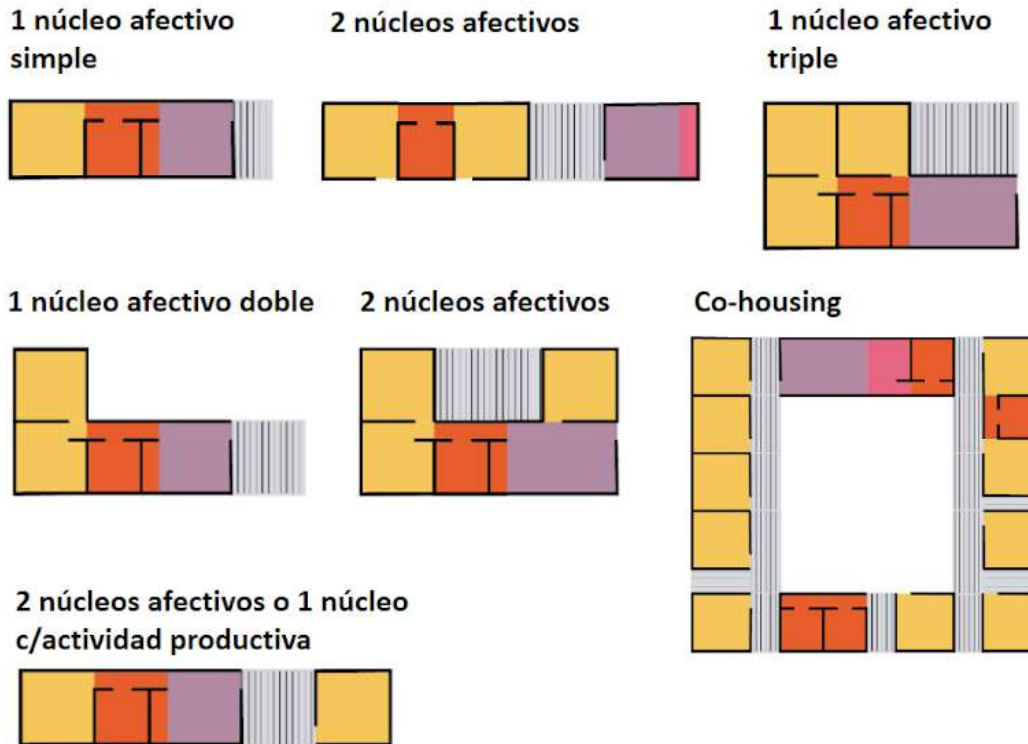 1 núcleo afectivo
simple
2 núcleos afectivos
1 núcleo afectivo
triple
1 núcleo afectivo doble
2 núcleos afectivos
Co-housing
2 núcleos afectivos o 1 núcleo
c/actividad productiva